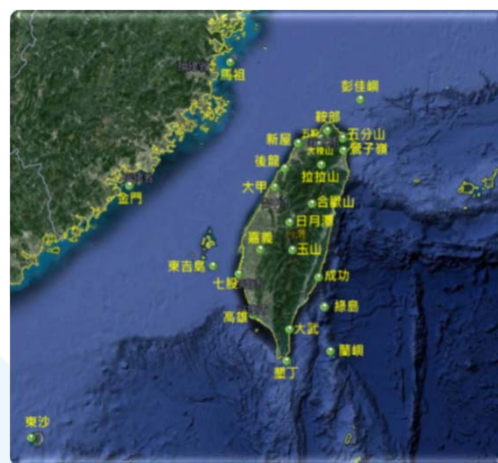 馬祖
彭佳嶼
鞍部
五分山
新屋
鶯子嶺
後龍
拉拉山
大甲
合歡山
金門
日月潭
嘉義
玉山
東吉島
七股
成功
綠島
高雄
大武
蘭嶼
墾丁
東沙